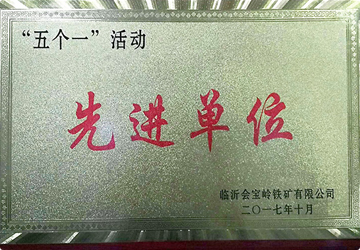 “五个一”活动
先进单位
临沂会宝岭铁矿有限公司
二〇一七年十月